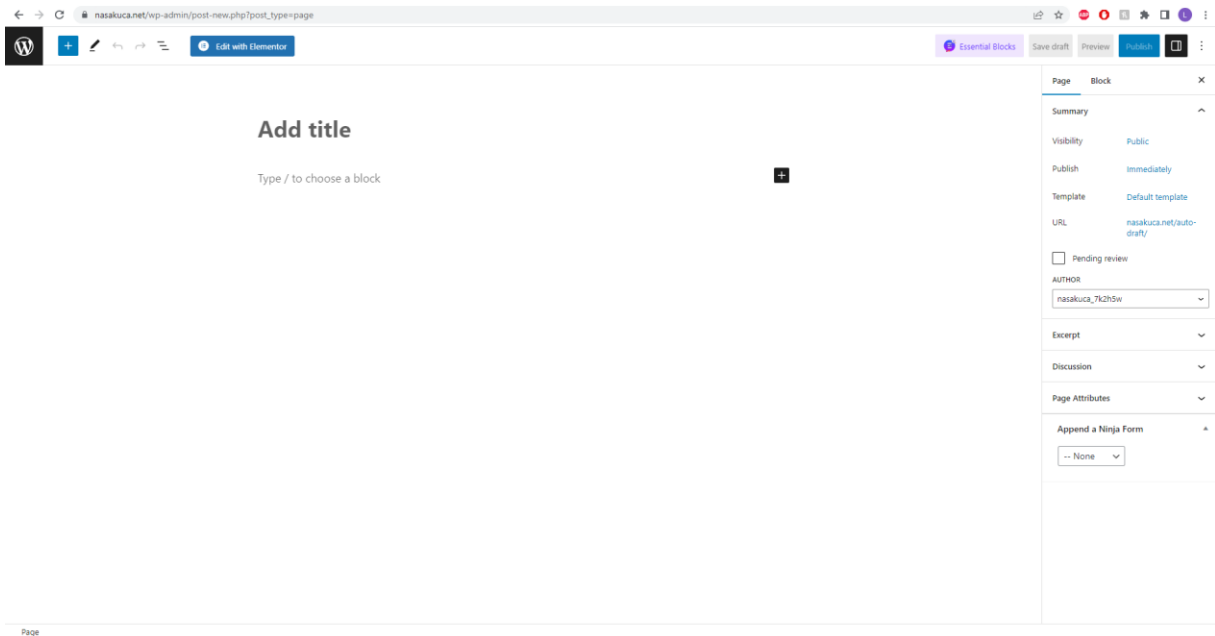 nasakuca.net/wp-admin/post-new.php?post_type=page
Edit with Elementor
Essential Blocks
Save draft
Preview
Publish
Add title
Type / to choose a block
Page
Block
Summary
Visibility
Public
Publish
Immediately
Template
Default template
URL
nasakuca.net/auto-
draft/
Pending review
AUTHOR
nasakuca_7k2h5w
Excerpt
Discussion
Page Attributes
Append a Ninja Form
-- None
Page